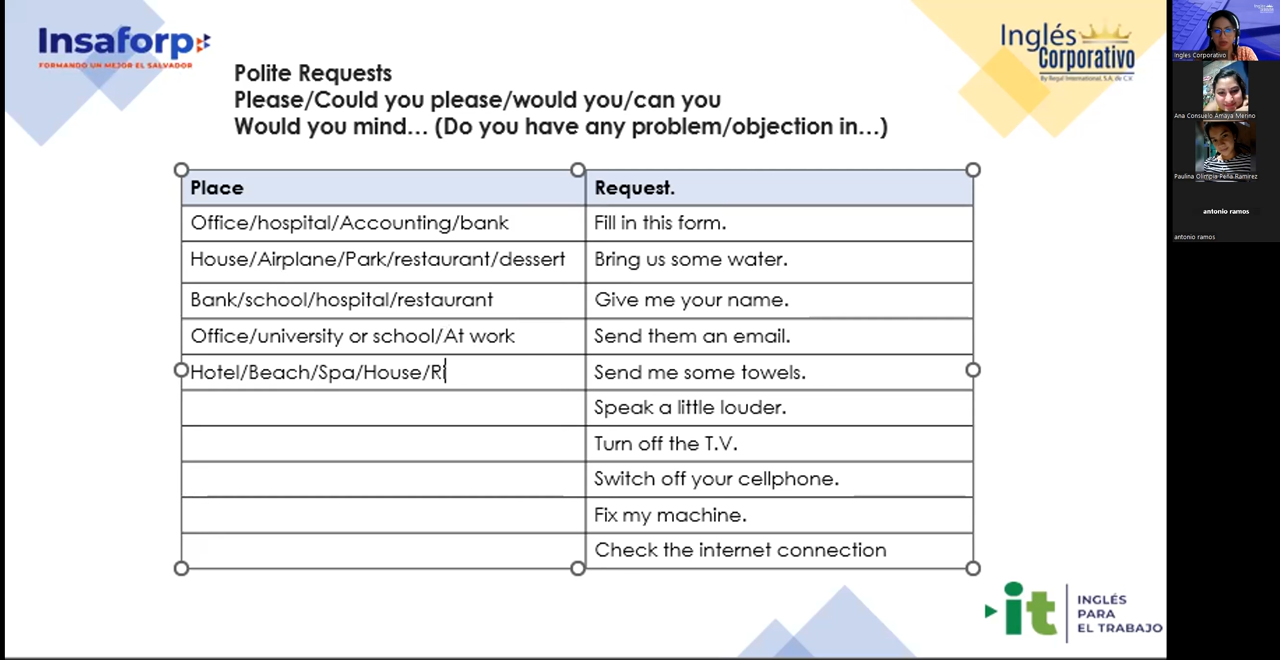 Insaforp
FORMANDO UN MEJOR EL SALVADOR
Inglés
Corporativo
By Regal International, S.A. de C.V.
Polite Requests
Please/Could you please/would you/can you
Would you mind... (Do you have any problem/objection in...)
Place Request.
Office/hospital/Accounting/bank Fill in this form.
House/Airplane/Park/restaurant/dessert Bring us some water.
Bank/school/hospital/restaurant Give me your name.
Office/university or school/At work Send them an email.
Hotel/Beach/Spa/House/R Send me some towels.
Speak a little louder.
Turn off the T.V.
Switch off your cellphone.
Fix my machine.
Check the internet connection
it
INGLÉS
PARA
EL TRABAJO
Ingles Corporativo
Ana Consuelo Amaya Merino
Paulina Olimpia Peña Ramirez
antonio ramos
antonio ramos